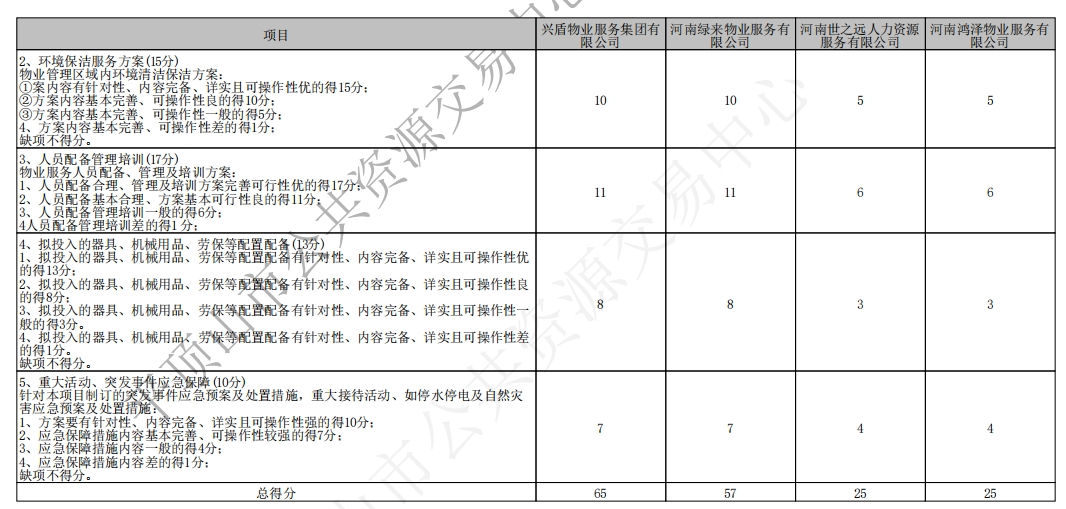 项目
兴盾物业服务集团有限公司
河南绿来物业服务有限公司
河南世之远人力资源服务有限公司
河南鸿泽物业服务有限公司
2、环境保洁服务方案(15分)
物业管理区域内环境清洁保洁方案：
①案内容有针对性、内容完备、详实且可操作性优的得15分；
②方案内容基本完善、可操作性良的得10分；
③方案内容基本完善、可操作性一般的得5分；
4、方案内容基本完善、可操作性差的得1分；
缺项不得分。
10
10
5
5
3、人员配备管理培训(17分)
物业服务人员配备、管理及培训方案：
1、人员配备合理、管理及培训方案完善可行性优的得17分；
2、人员配备基本合理、方案基本可行性良的得11分；
3、人员配备管理培训一般的得6分；
4人员配备管理培训差的得1分；
11
11
6
6
4、拟投入的器具、机械用品、劳保等配置配备(13分)
1、拟投入的器具、机械用品、劳保等配置配备有针对性、内容完备、详实且可操作性优
的得13分；
2、拟投入的器具、机械用品、劳保等配置配备有针对性、内容完备、详实且可操作性良
的得8分；
3、拟投入的器具、机械用品、劳保等配置配备有针对性、内容完备、详实且可操作性一
般的得3分。
4、拟投入的器具、机械用品、劳保等配置配备有针对性、内容完备、详实且可操作性差
的得1分。
缺项不得分。
8
8
3
3
5、重大活动、突发事件应急保障(10分)
针对本项目制订的突发事件应急预案及处置措施，重大接待活动、如停水停电及自然灾
害应急预案及处置措施：
1、方案要有针对性、内容完备、详实且可操作性强的得10分；
2、应急保障措施内容基本完善、可操作性较强的得7分；
3、应急保障措施内容一般的得4分；
4、应急保障措施内容差的得1分；
缺项不得分。
7
7
4
4
总得分
65
57
25
25
平顶山市公共资源交易中心
山市公共资源交易中心